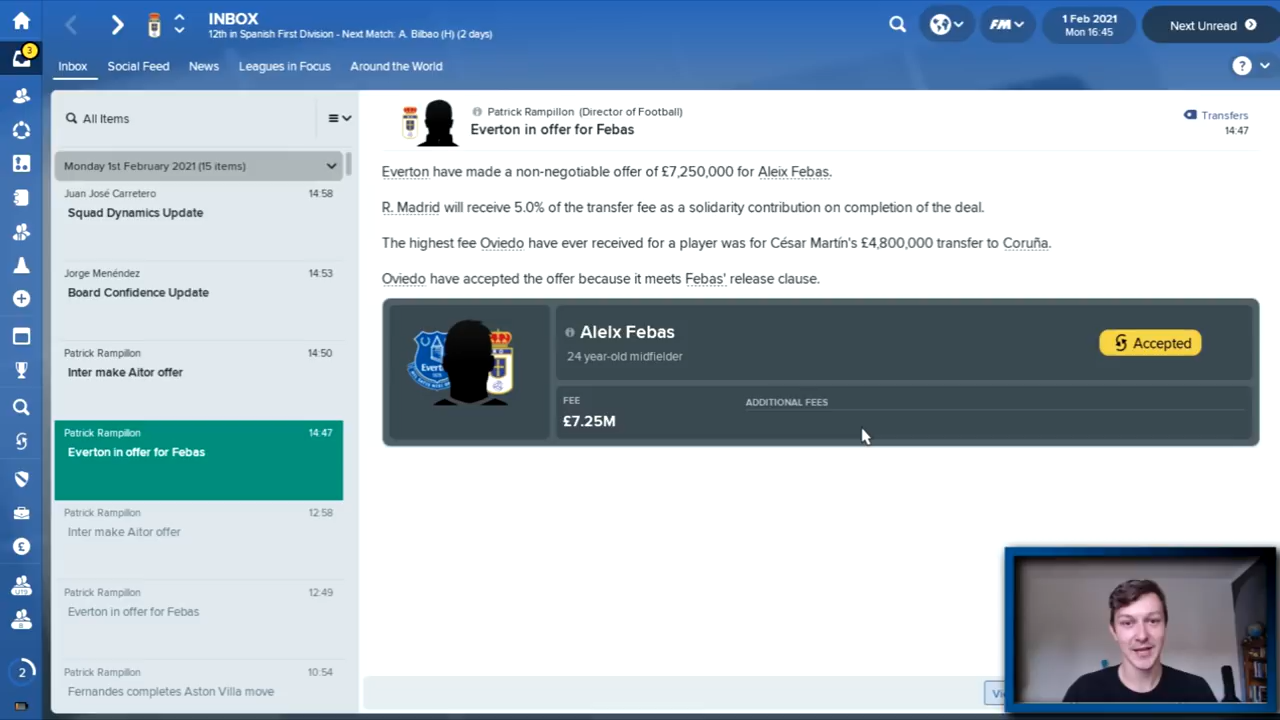 INBOX
12th in Spanish First Division - Next Match: A. Bilbao (H) (2 days)
FM
1 Feb 2021
Mon 16:45
Next Unread
3
Inbox
Social Feed
News
Leagues in Focus
Around the World
?
All Items
Monday 1st February 2021 (15 items)
Juan José Carretero 14:58
Squad Dynamics Update
Jorge Menéndez 14:53
Board Confidence Update
Patrick Rampillon 14:50
Inter make Aitor offer
Patrick Rampillon 14:47
Everton in offer for Febas
Patrick Rampillon 12:58
Inter make Aitor offer
Patrick Rampillon 12:49
Everton in offer for Febas
Patrick Rampillon 10:54
Fernandes completes Aston Villa move
Patrick Rampillon (Director of Football)
Everton in offer for Febas
Transfers
14:47
Everton have made a non-negotiable offer of £7,250,000 for Aleix Febas.
R. Madrid will receive 5.0% of the transfer fee as a solidarity contribution on completion of the deal.
The highest fee Oviedo have ever received for a player was for César Martín's £4,800,000 transfer to Coruña.
Oviedo have accepted the offer because it meets Febas' release clause.
Aleix Febas
24 year-old midfielder
Accepted
FEE
£7.25M
ADDITIONAL FEES
2